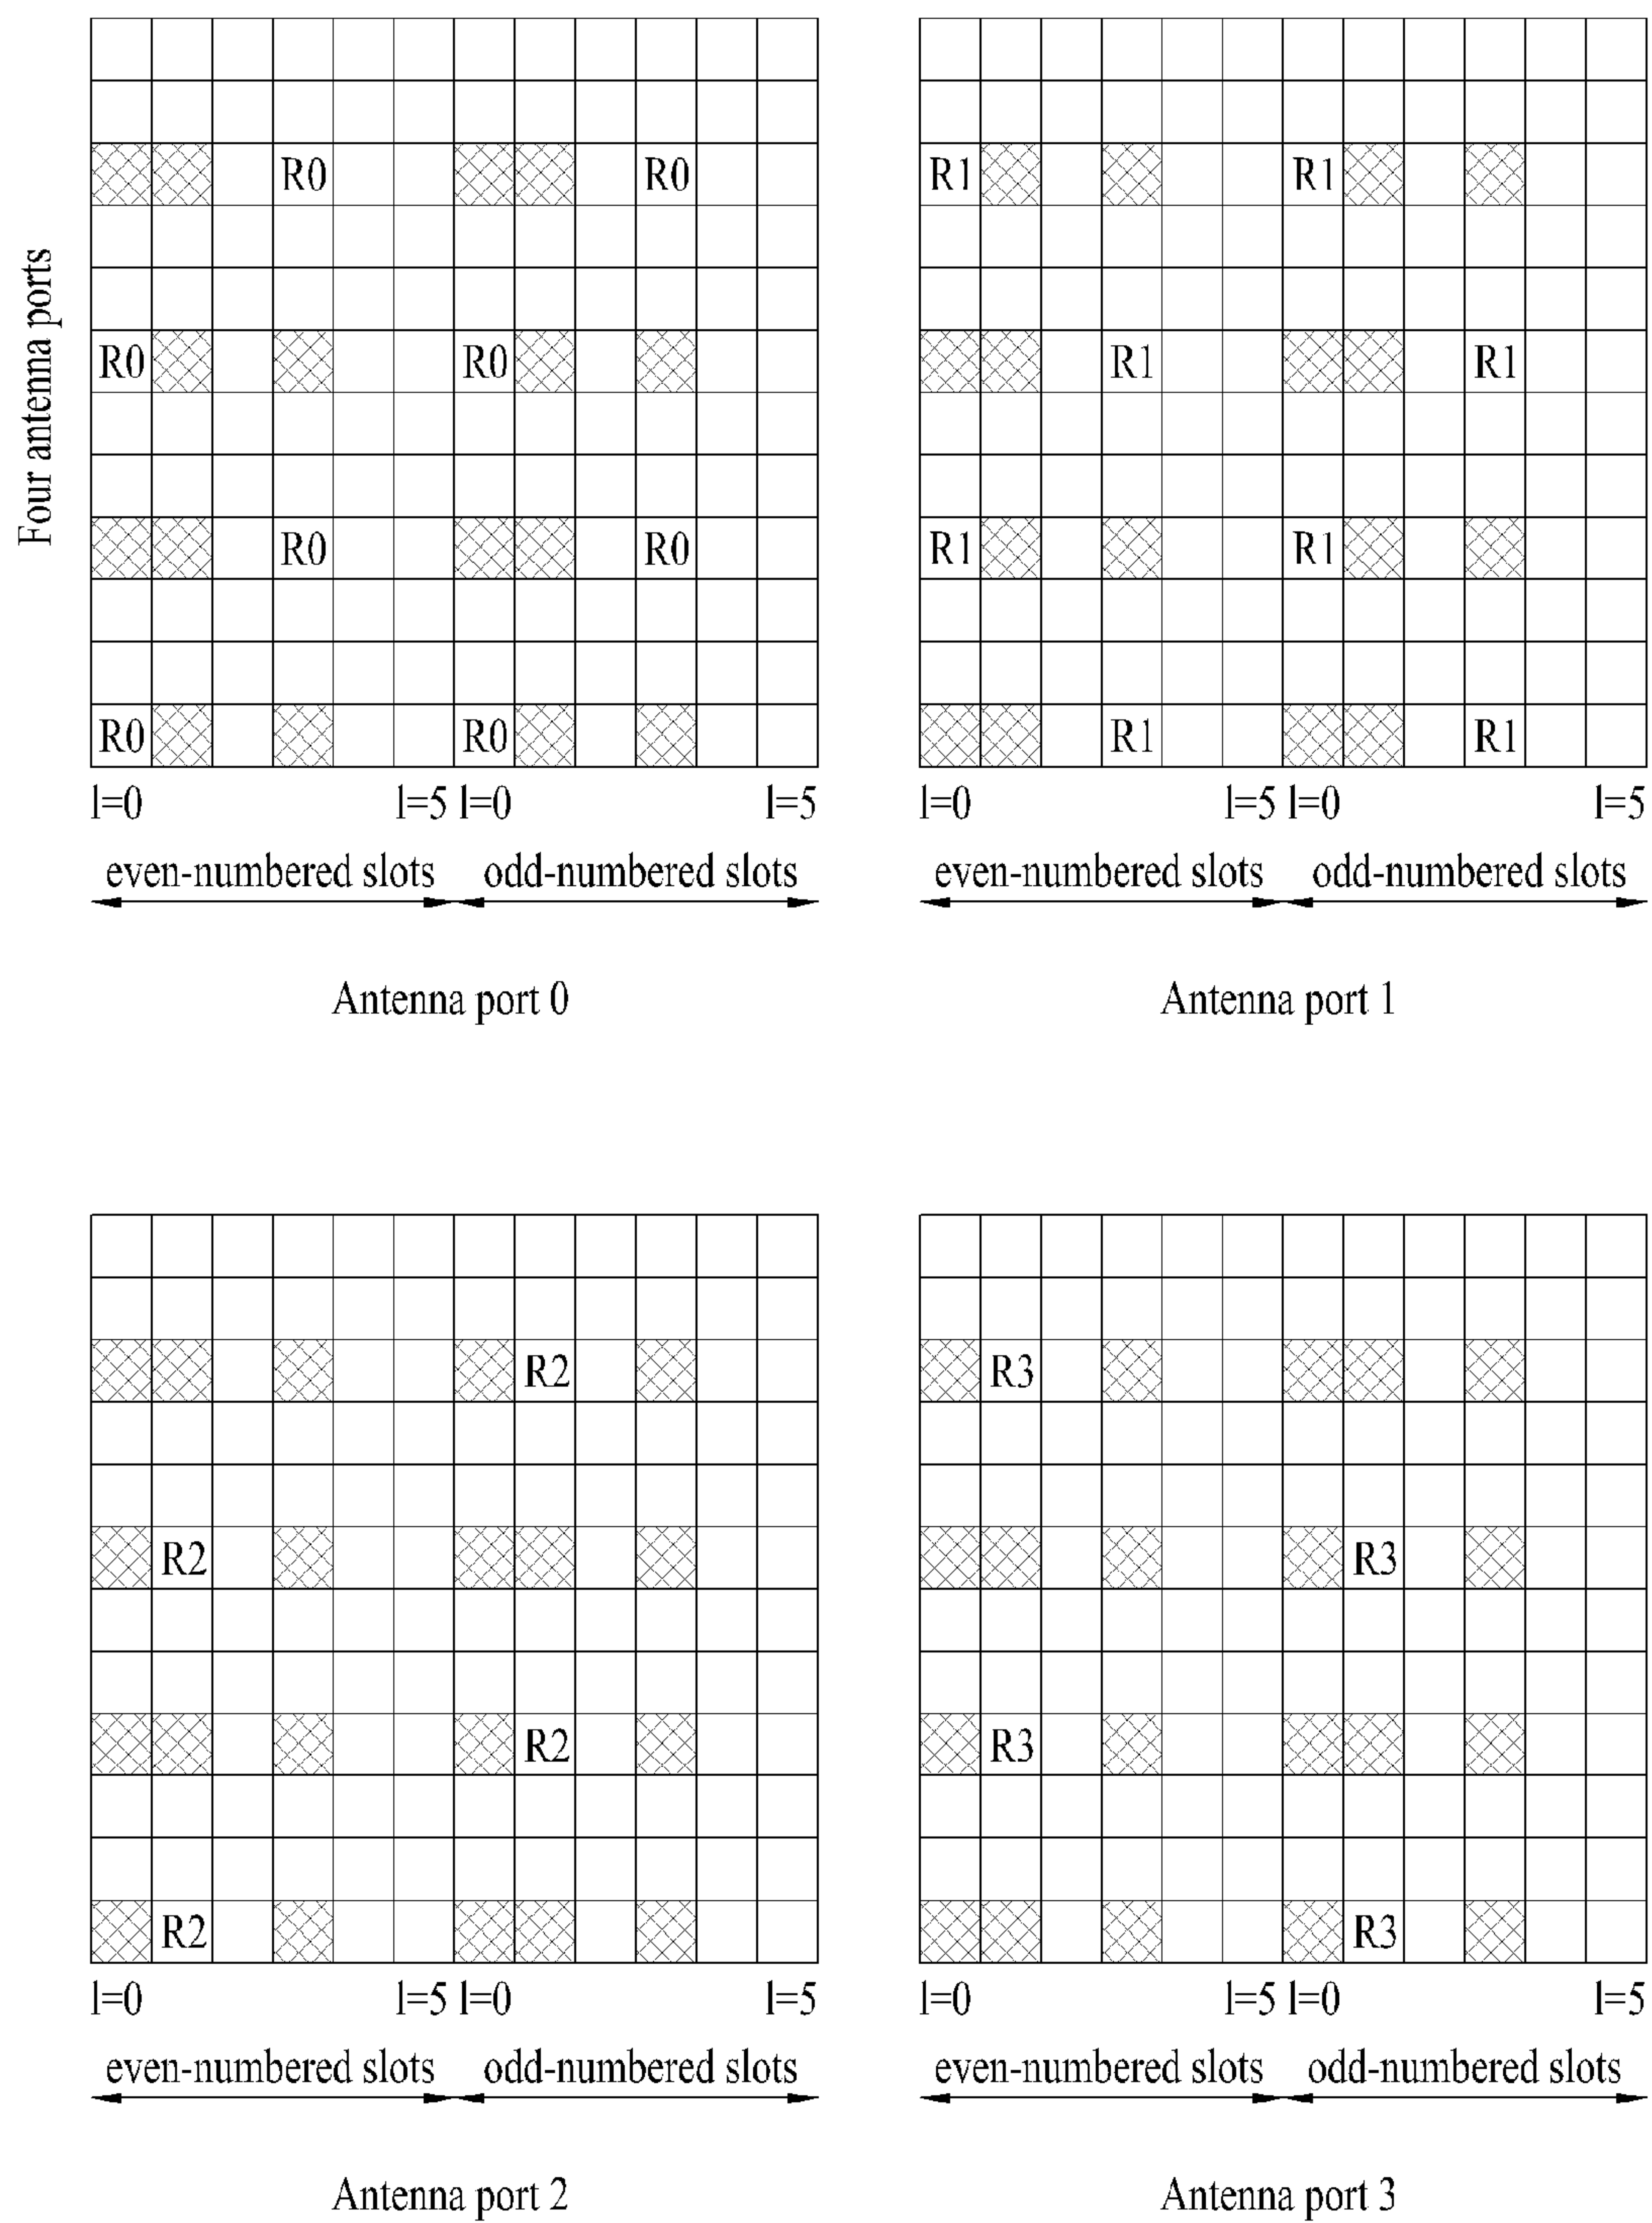 Four antenna ports
R0 R0
R0 R0
R0 R0
R0 R0
l=0 l=5 l=0 l=5
even-numbered slots odd-numbered slots
Antenna port 0
R1 R1
R1 R1
R1 R1
R1 R1
l=0 l=5 l=0 l=5
even-numbered slots odd-numbered slots
Antenna port 1
R2
R2
R2
R2
l=0 l=5 l=0 l=5
even-numbered slots odd-numbered slots
Antenna port 2
R3
R3
R3
R3
l=0 l=5 l=0 l=5
even-numbered slots odd-numbered slots
Antenna port 3